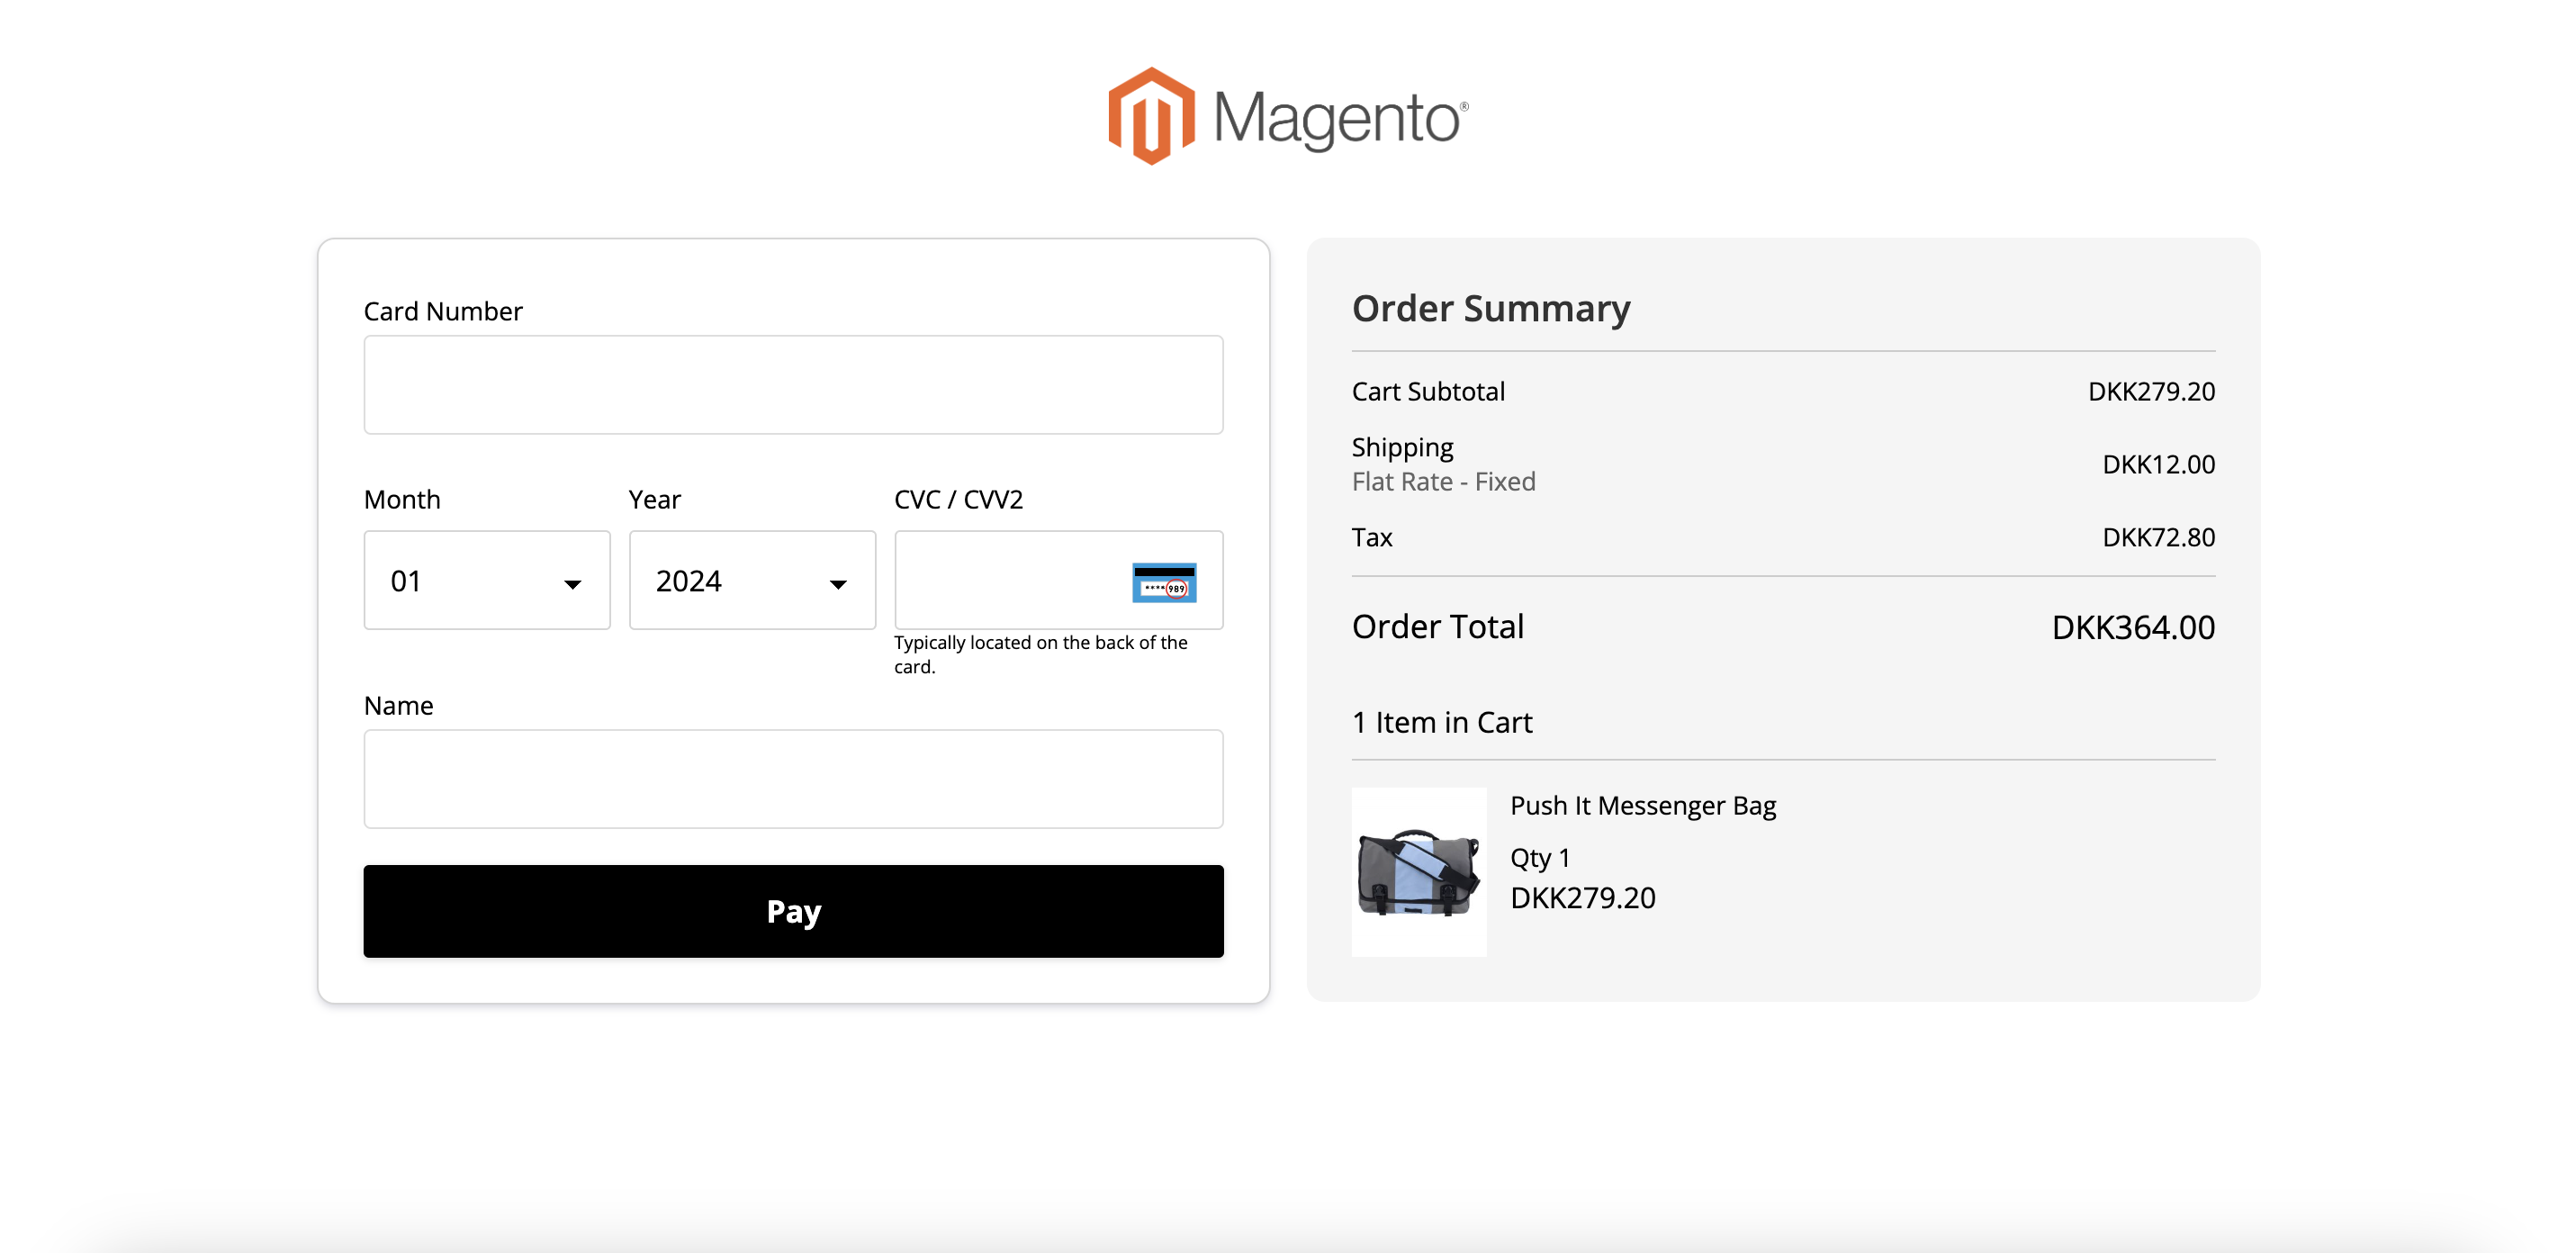 Magento®
Card Number
Month
Year
CVC / CVV2
01
2024
****989
Typically located on the back of the
card.
Name
Pay
Order Summary
Cart Subtotal
DKK279.20
Shipping
Flat Rate - Fixed
DKK12.00
Tax
DKK72.80
Order Total
DKK364.00
1 Item in Cart
Push It Messenger Bag
Qty 1
DKK279.20